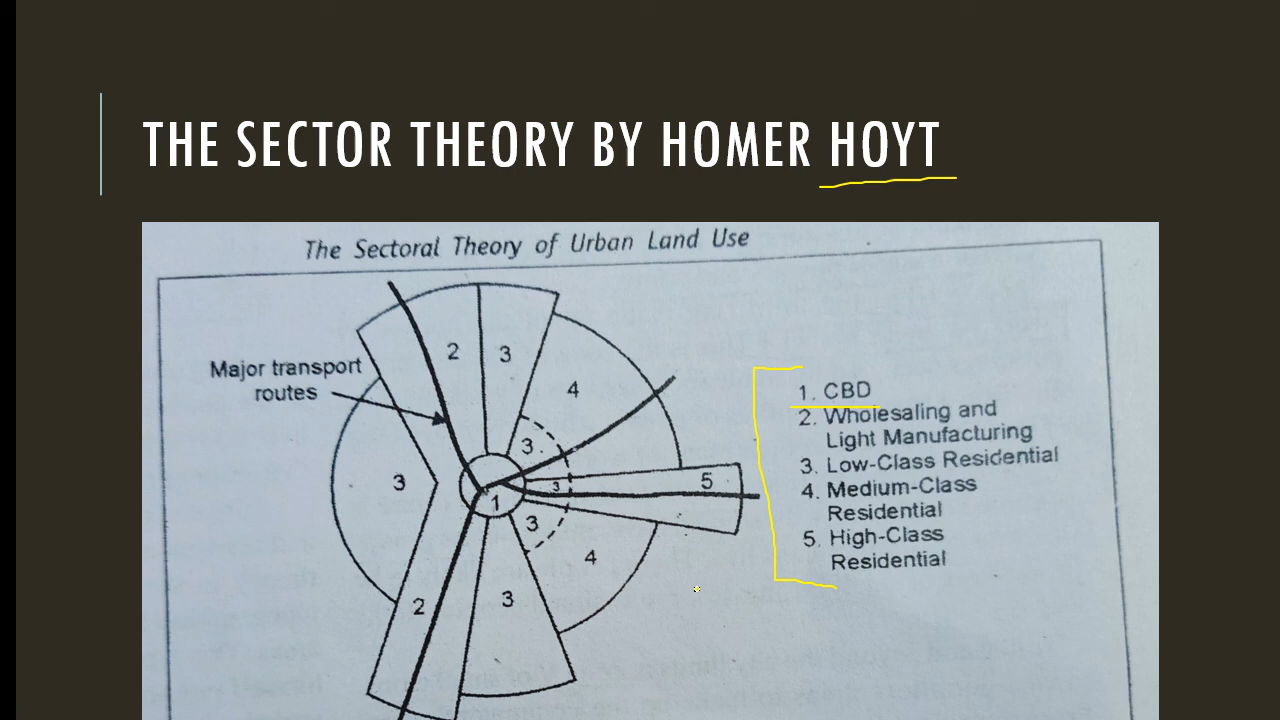 THE SECTOR THEORY BY HOMER HOYT
The Sectoral Theory of Urban Land Use
Major transport
routes
2
3
4
3
3
5
3
1
3
4
2
3
1. CBD
2. Wholesaling and
Light Manufacturing
3. Low-Class Residential
4. Medium-Class
Residential
5. High-Class
Residential